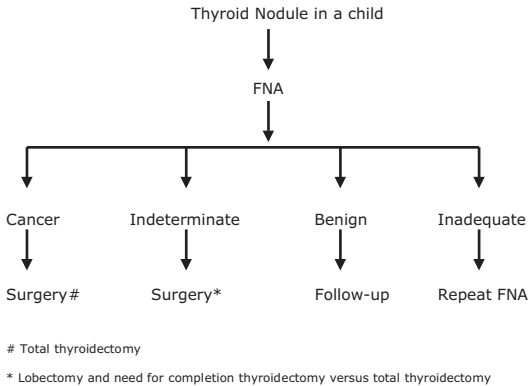 Thyroid Nodule in a child
FNA
Cancer Indeterminate Benign Inadequate
Surgery# Surgery* Follow-up Repeat FNA
# Total thyroidectomy
* Lobectomy and need for completion thyroidectomy versus total thyroidectomy